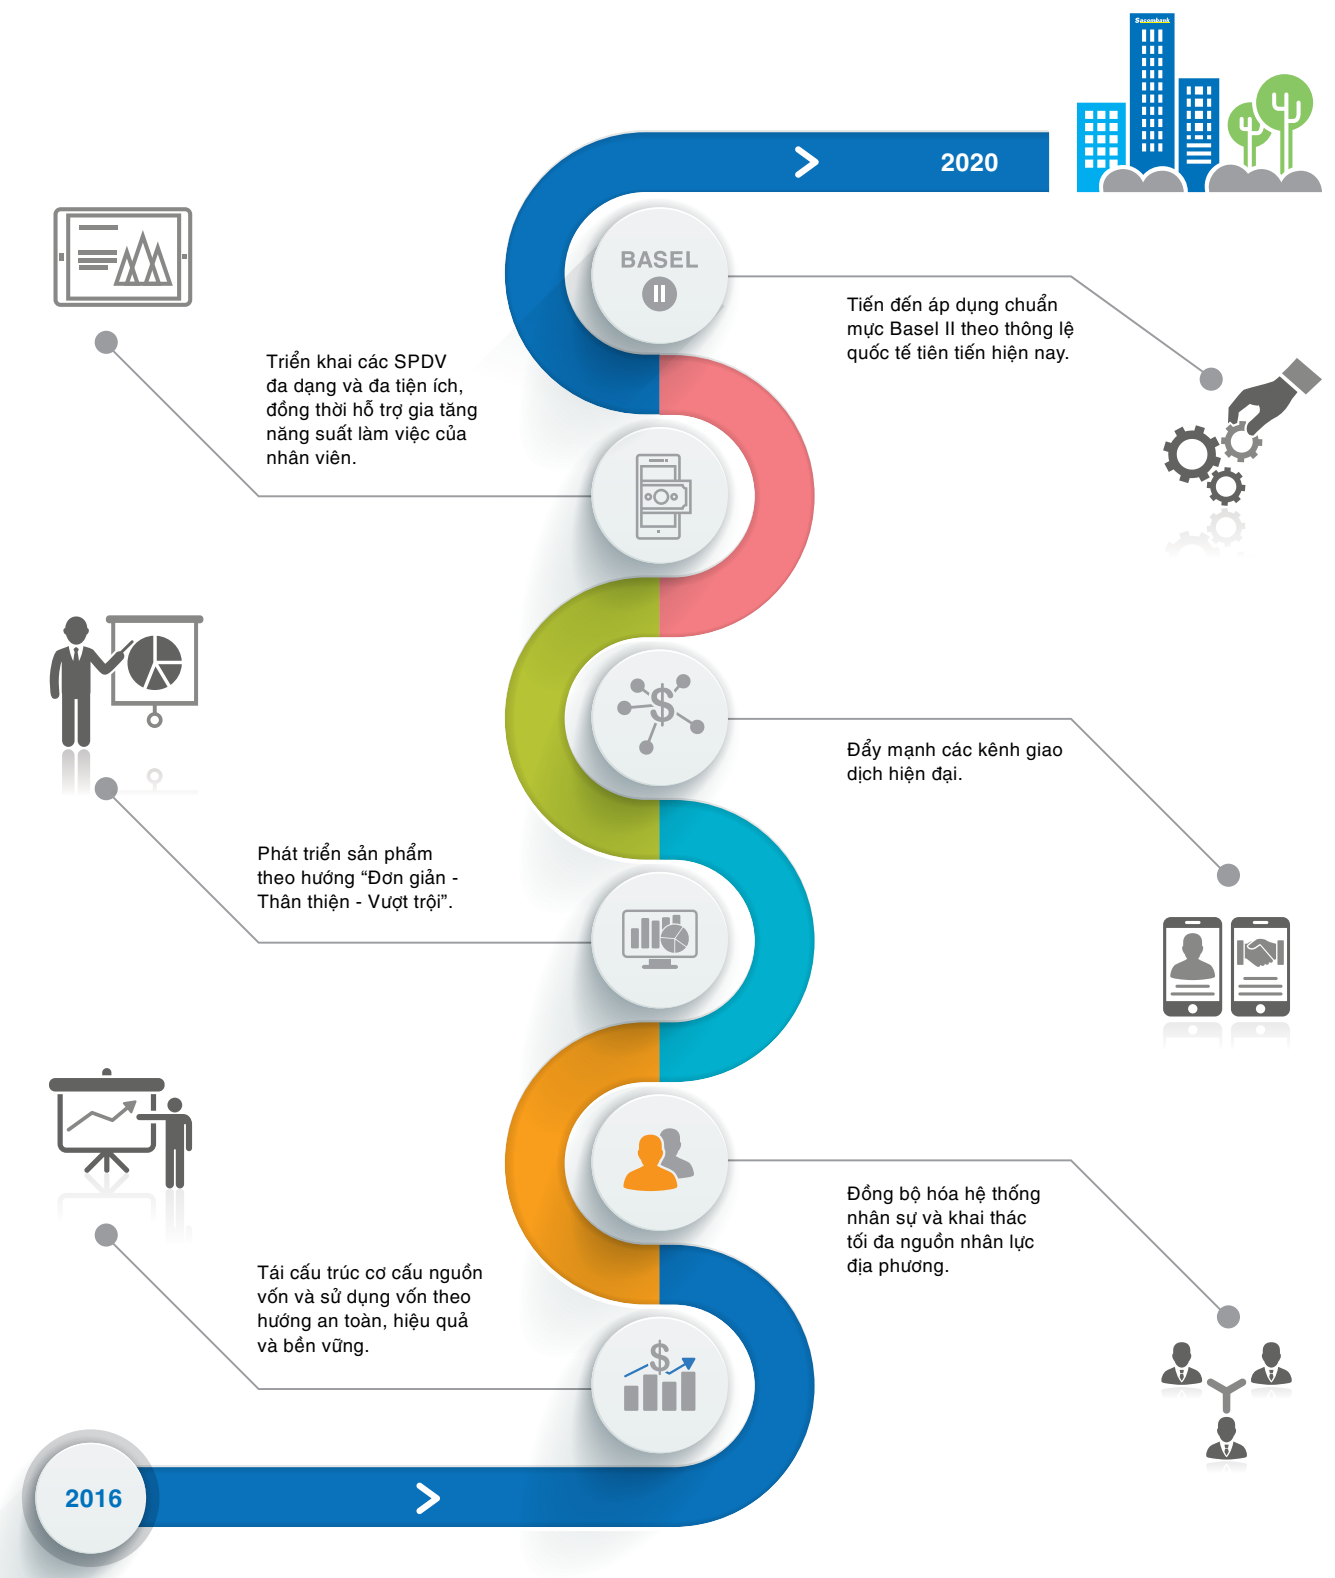 Sacombank
2020
BASEL
II
Tiến đến áp dụng chuẩn
mực Basel II theo thông lệ
quốc tế tiên tiến hiện nay.
Triển khai các SPDV
đa dạng và đa tiện ích,
đồng thời hỗ trợ gia tăng
năng suất làm việc của
nhân viên.
$
Đẩy mạnh các kênh giao
dịch hiện đại.
Phát triển sản phẩm
theo hướng “Đơn giản -
Thân thiện - Vượt trội”.
Đồng bộ hóa hệ thống
nhân sự và khai thác
tối đa nguồn nhân lực
địa phương.
Tái cấu trúc cơ cấu nguồn
vốn và sử dụng vốn theo
hướng an toàn, hiệu quả
và bền vững.
$
2016